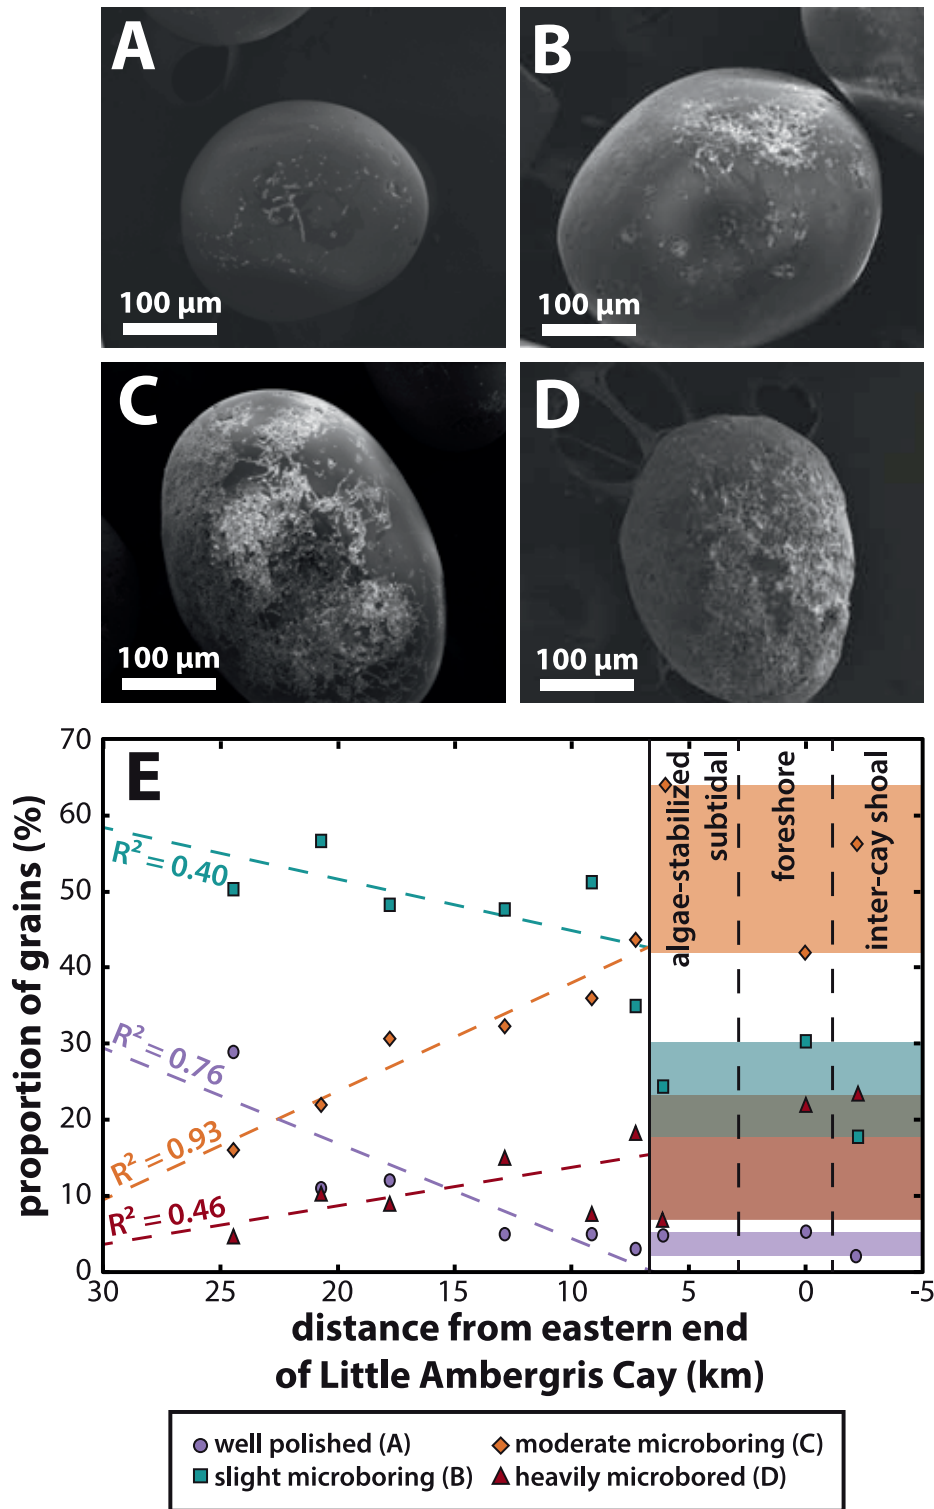 A
100 µm
B
100 µm
C
100 µm
D
100 µm
E
proportion of grains (%)
70
60
50
40
30
20
10
0
R² = 0.40
R² = 0.76
R² = 0.93
R² = 0.46
algae-stabilized
subtidal
foreshore
inter-cay shoal
30 25 20 15 10 5 0 -5
distance from eastern end
of Little Ambergris Cay (km)
well polished (A)
moderate microboring (C)
slight microboring (B)
heavily microbored (D)